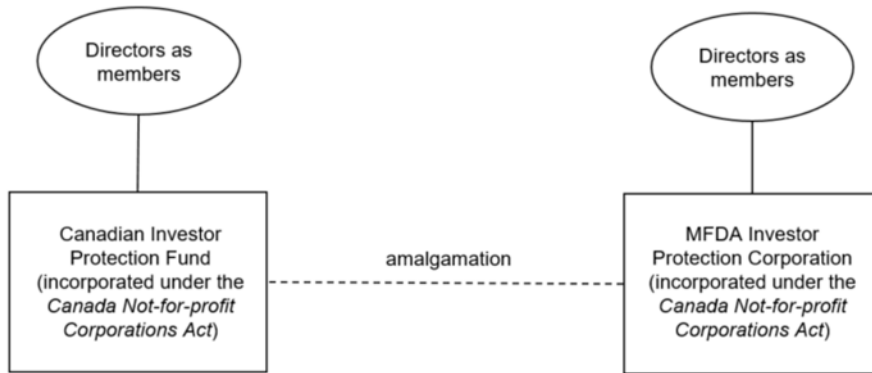 Directors as
members
Directors as
members
Canadian Investor
Protection Fund
(incorporated under the
Canada Not-for-profit
Corporations Act)
amalgamation
MFDA Investor
Protection Corporation
(incorporated under the
Canada Not-for-profit
Corporations Act)